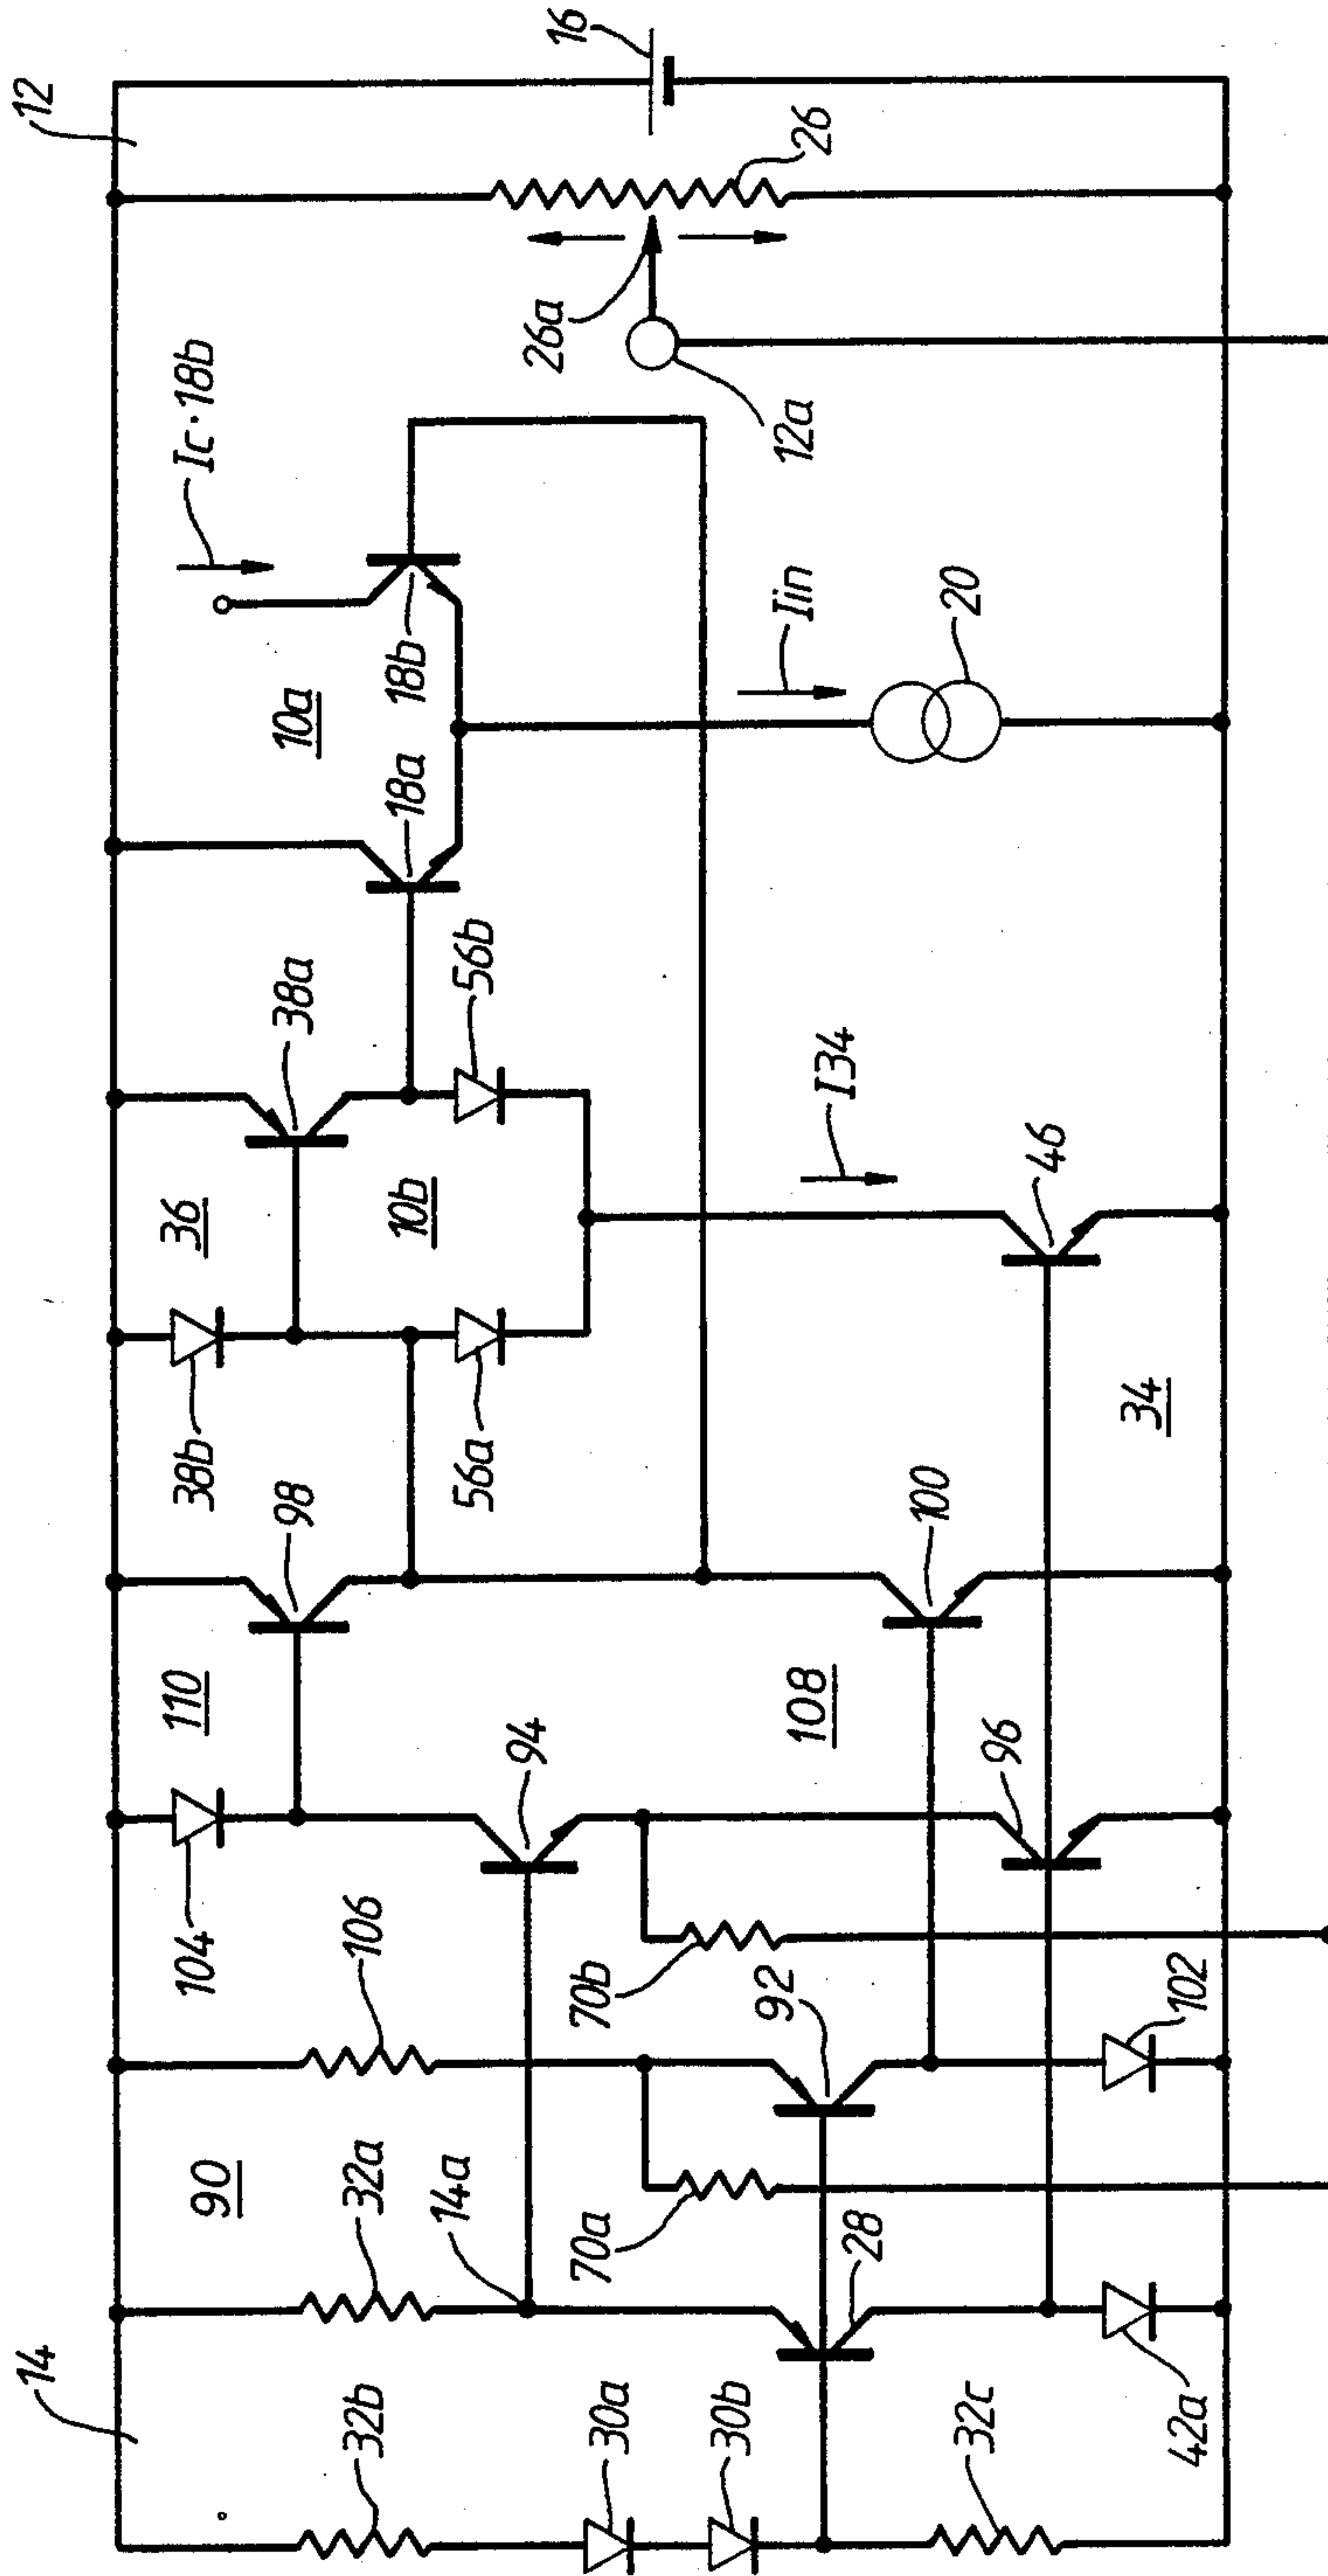 14
12
32b
32a
90
106
104
110
98
38b
36
38a
10a
Ic·18b
16
14a
94
56a
10b
56b
18a
18b
26a
26
30a
30b
70a
70b
92
108
100
I34
Iin
12a
20
28
96
34
46
32c
42a
102